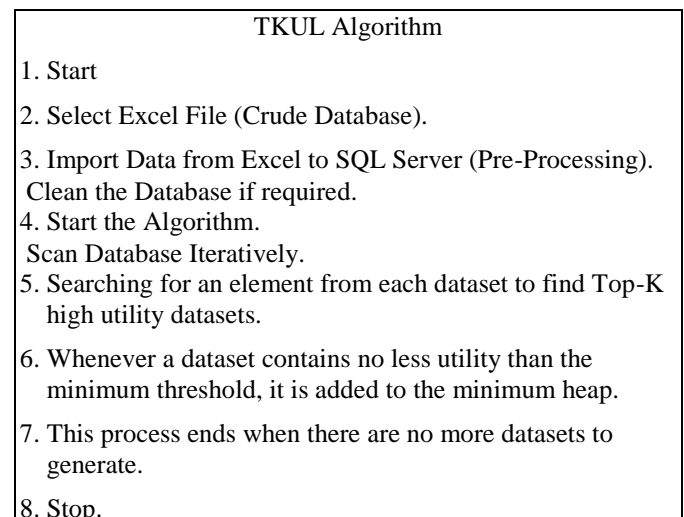 TKUL Algorithm
1. Start
2. Select Excel File (Crude Database).
3. Import Data from Excel to SQL Server (Pre-Processing).
Clean the Database if required.
4. Start the Algorithm.
Scan Database Iteratively.
5. Searching for an element from each dataset to find Top-K
high utility datasets.
6. Whenever a dataset contains no less utility than the
minimum threshold, it is added to the minimum heap.
7. This process ends when there are no more datasets to
generate.
8. Stop.